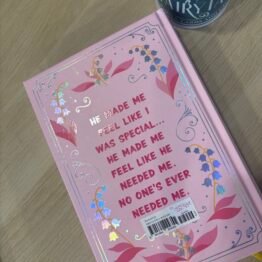 HE MADE ME
FEEL LIKE I
WAS SPECIAL...
HE MADE ME
FEEL LIKE HE
NEEDED ME.
NO ONE'S EVER
NEEDED ME.